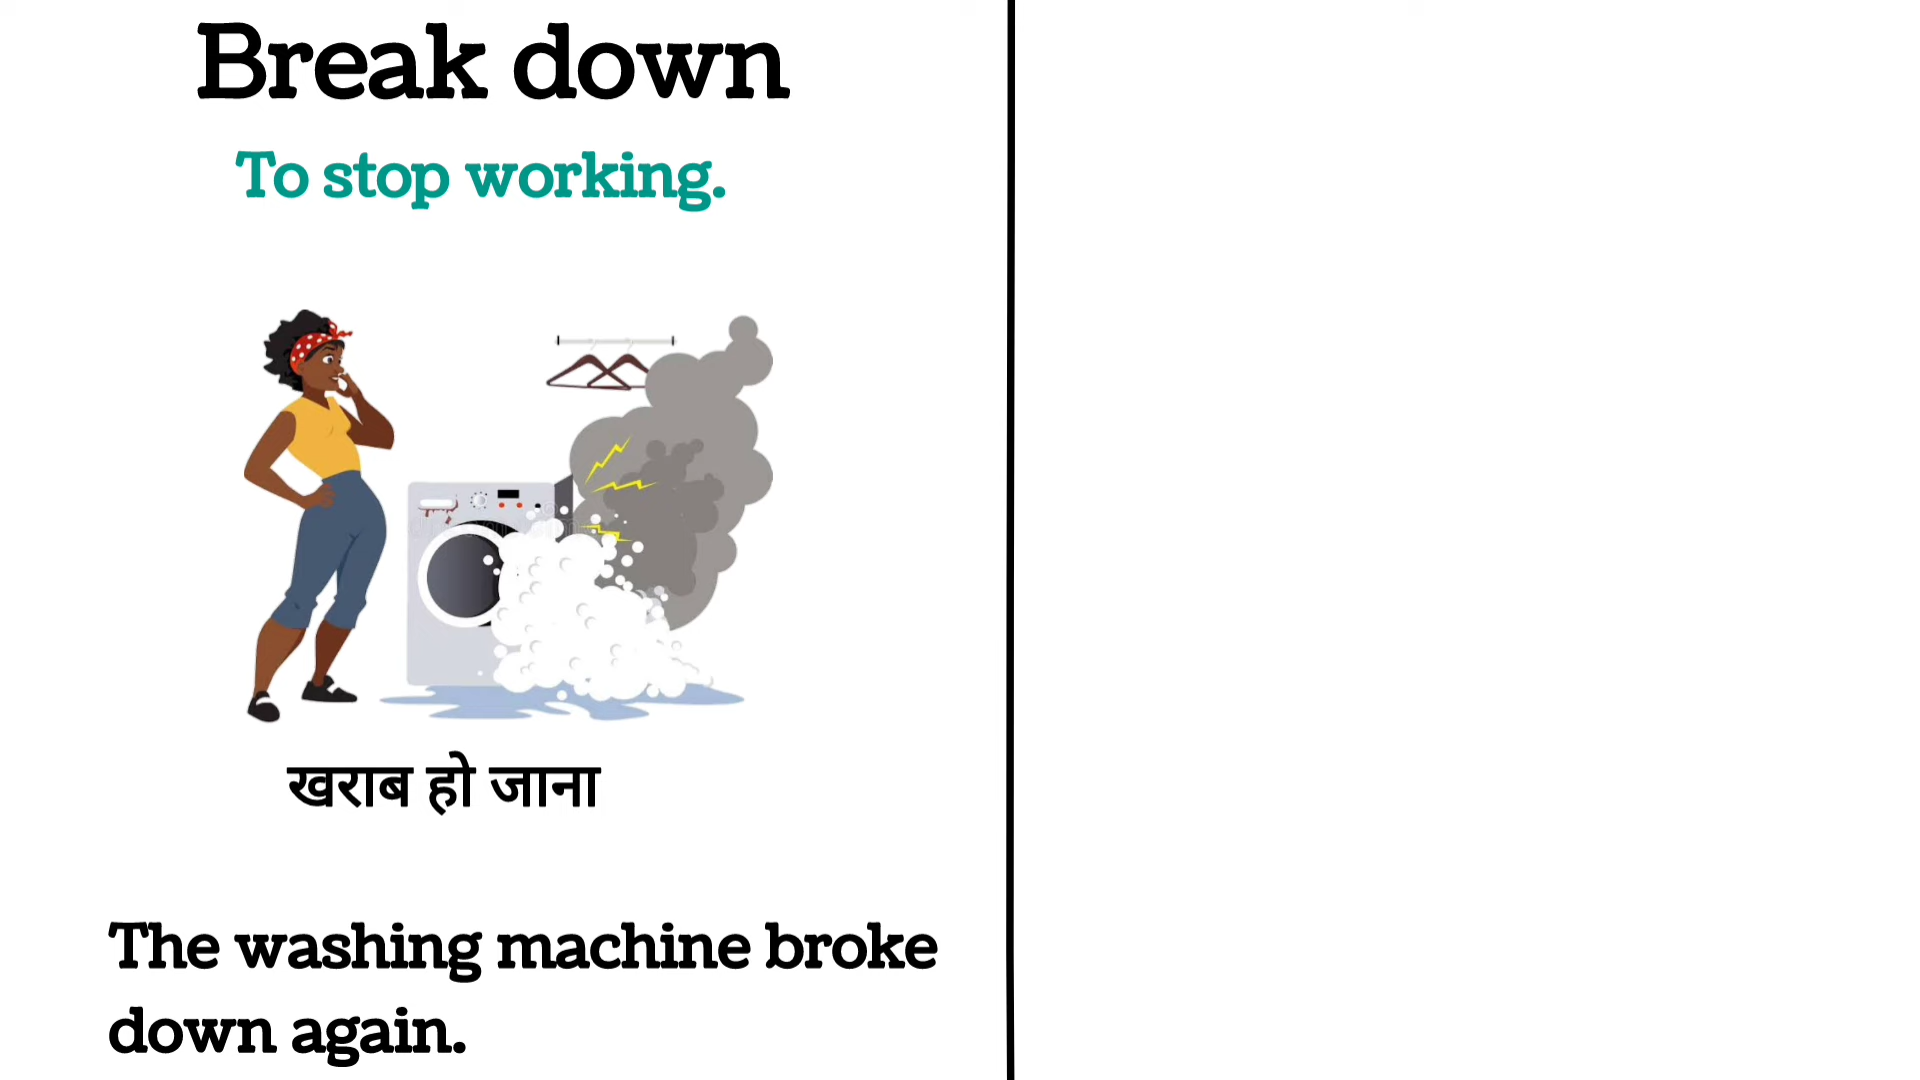 Break down
To stop working.
खराब हो जाना
The washing machine broke
down again.